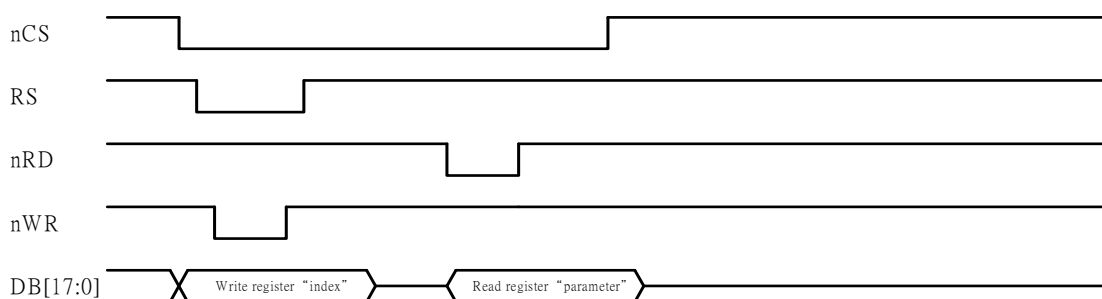 nCS
RS
nRD
nWR
DB[17:0]
Write register “index” Read register “parameter”